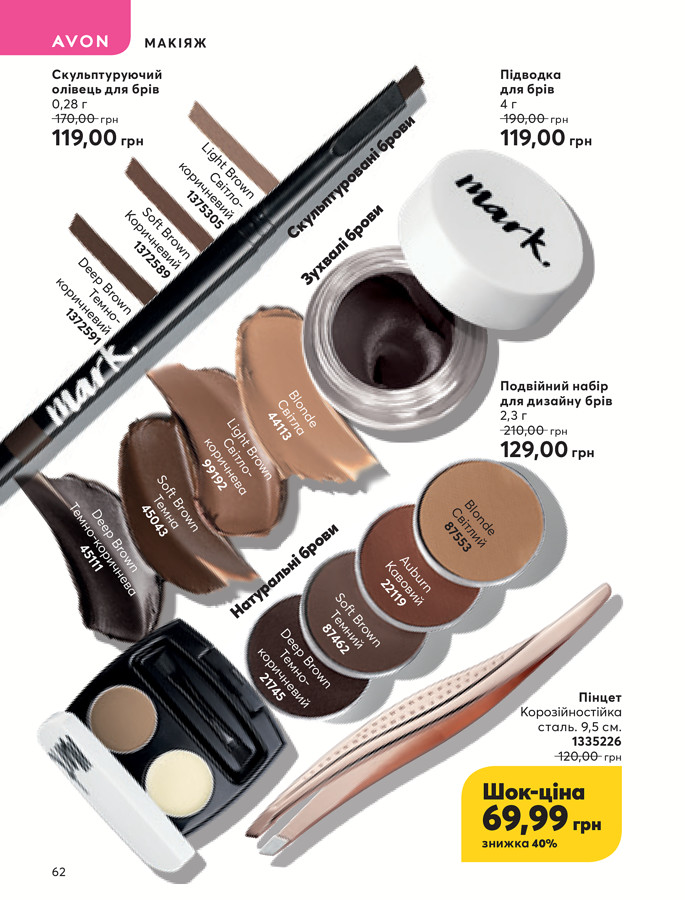 AVON
МАКІЯЖ
Скульптуруючий
олівець для брів
0,28 г
170,00 грн
119,00 грн
Підводка
для брів
4 г
190,00 грн
119,00 грн
Light Brown
Світло-
коричневий
1375305
Soft Brown
Коричневий
1372589
Deep Brown
Темно-
коричневий
1372591
Скульптуровані брови
Зухвалі брови
mark.
mark.
Blonde
Світла
44113
Light Brown
Світло-
коричнева
99192
Soft Brown
Темна
45043
Deep Brown
Темно-коричнева
45111
Подвійний набір
для дизайну брів
2,3 г
210,00 грн
129,00 грн
Натуральні брови
Blonde
Світлий
87553
Auburn
Кавовий
22119
Soft Brown
Темний
87462
Deep Brown
Темно-
коричневий
21745
Пінцет
Корозійностійка
сталь. 9,5 см.
1335226
120,00 грн
Шок-ціна
69,99 грн
знижка 40%
62